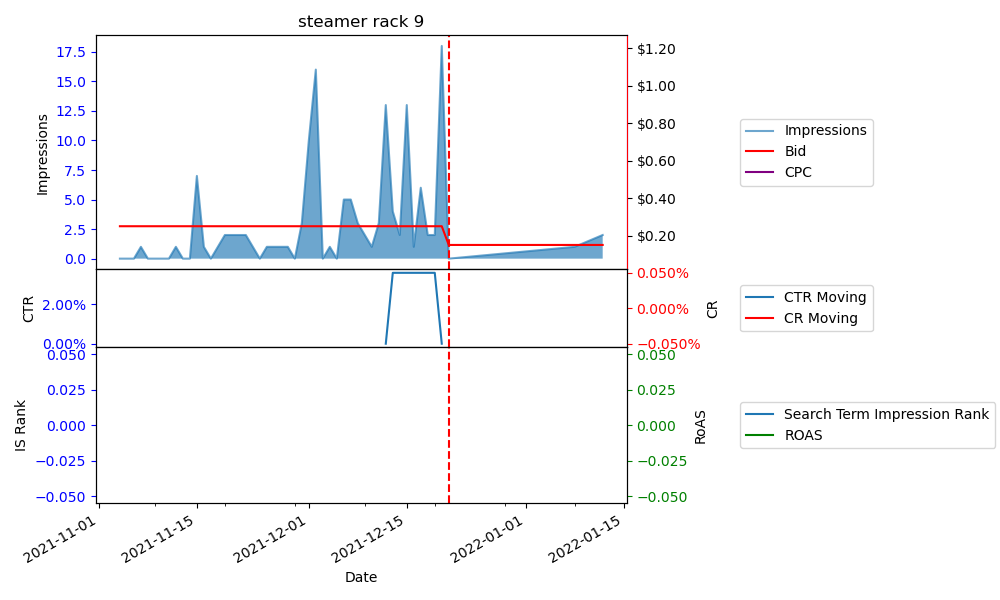 steamer rack 9
Impressions
17.5
15.0
12.5
10.0
7.5
5.0
2.5
0.0
$1.20
$1.00
$0.80
$0.60
$0.40
$0.20
Impressions
Bid
CPC
CTR
2.00%
0.00%
0.050%
0.000%
−0.050%
CR
CTR Moving
CR Moving
IS Rank
0.050
0.025
0.000
−0.025
−0.050
0.050
0.025
0.000
−0.025
−0.050
RoAS
Search Term Impression Rank
ROAS
2021-11-01
2021-11-15
2021-12-01
2021-12-15
2022-01-01
2022-01-15
Date